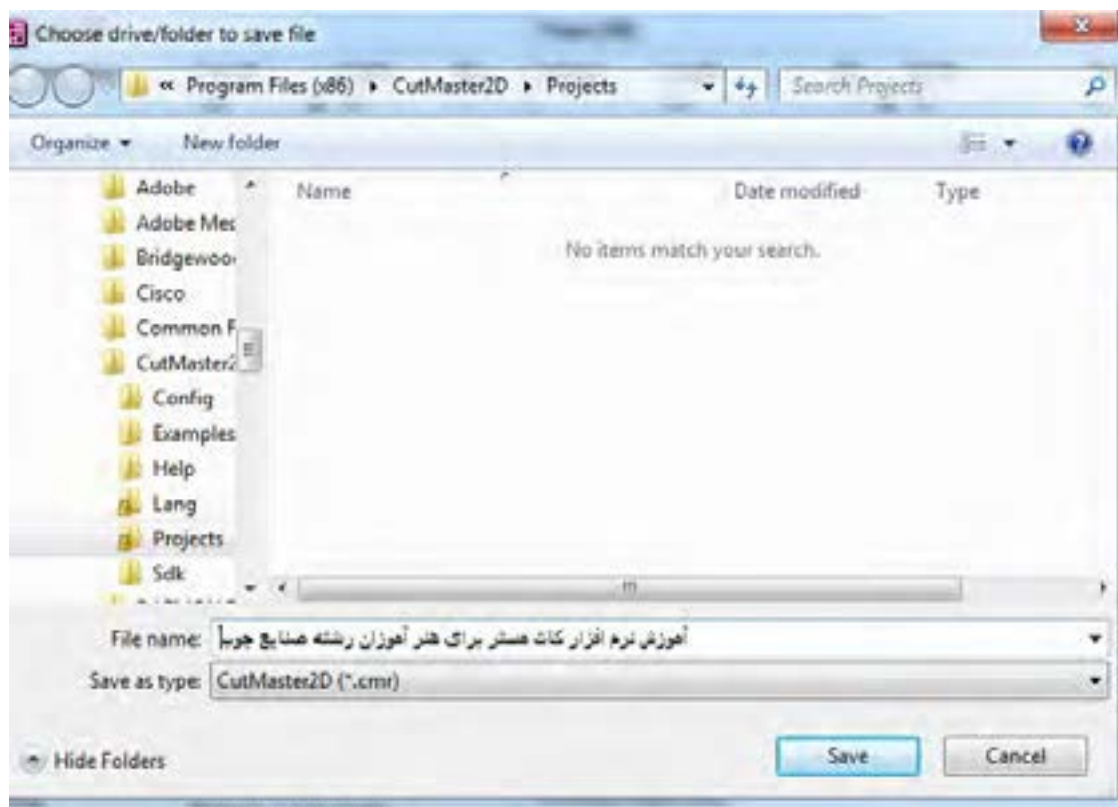 Choose drive/folder to save file
« Program Files (x86) ▸ CutMaster2D ▸ Projects
Search Projects
Organize
New folder
Name
Date modified
Type
No items match your search.
Adobe
Adobe Mec
Bridgewoo
Cisco
Common F
CutMaster2
Config
Examples
Help
Lang
Projects
Sdk
File name:
آموزش نرم افزار کات مستر برای هنر آموزان رشته صنایع چوب
Save as type:
CutMaster2D (*.cmr)
Hide Folders
Save
Cancel